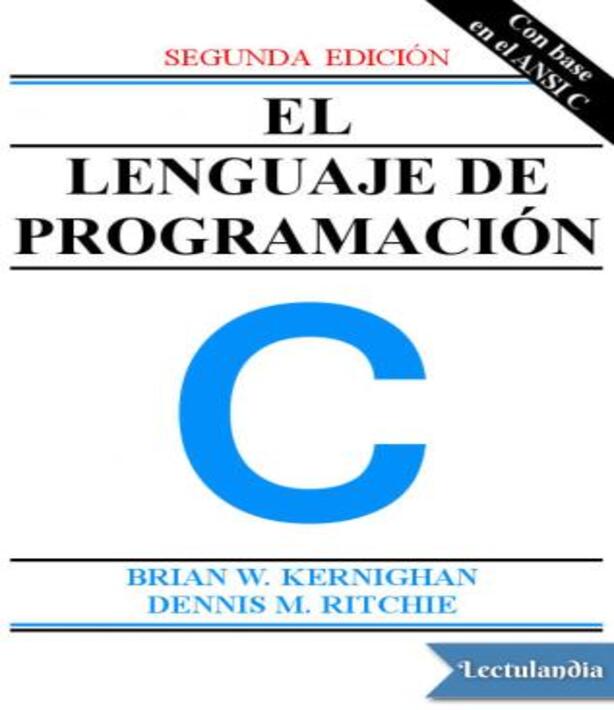 SEGUNDA EDICIÓN
Con base
en el ANSI C
EL
LENGUAJE DE
PROGRAMACIÓN
C
BRIAN W. KERNIGHAN
DENNIS M. RITCHIE
Lectulandia